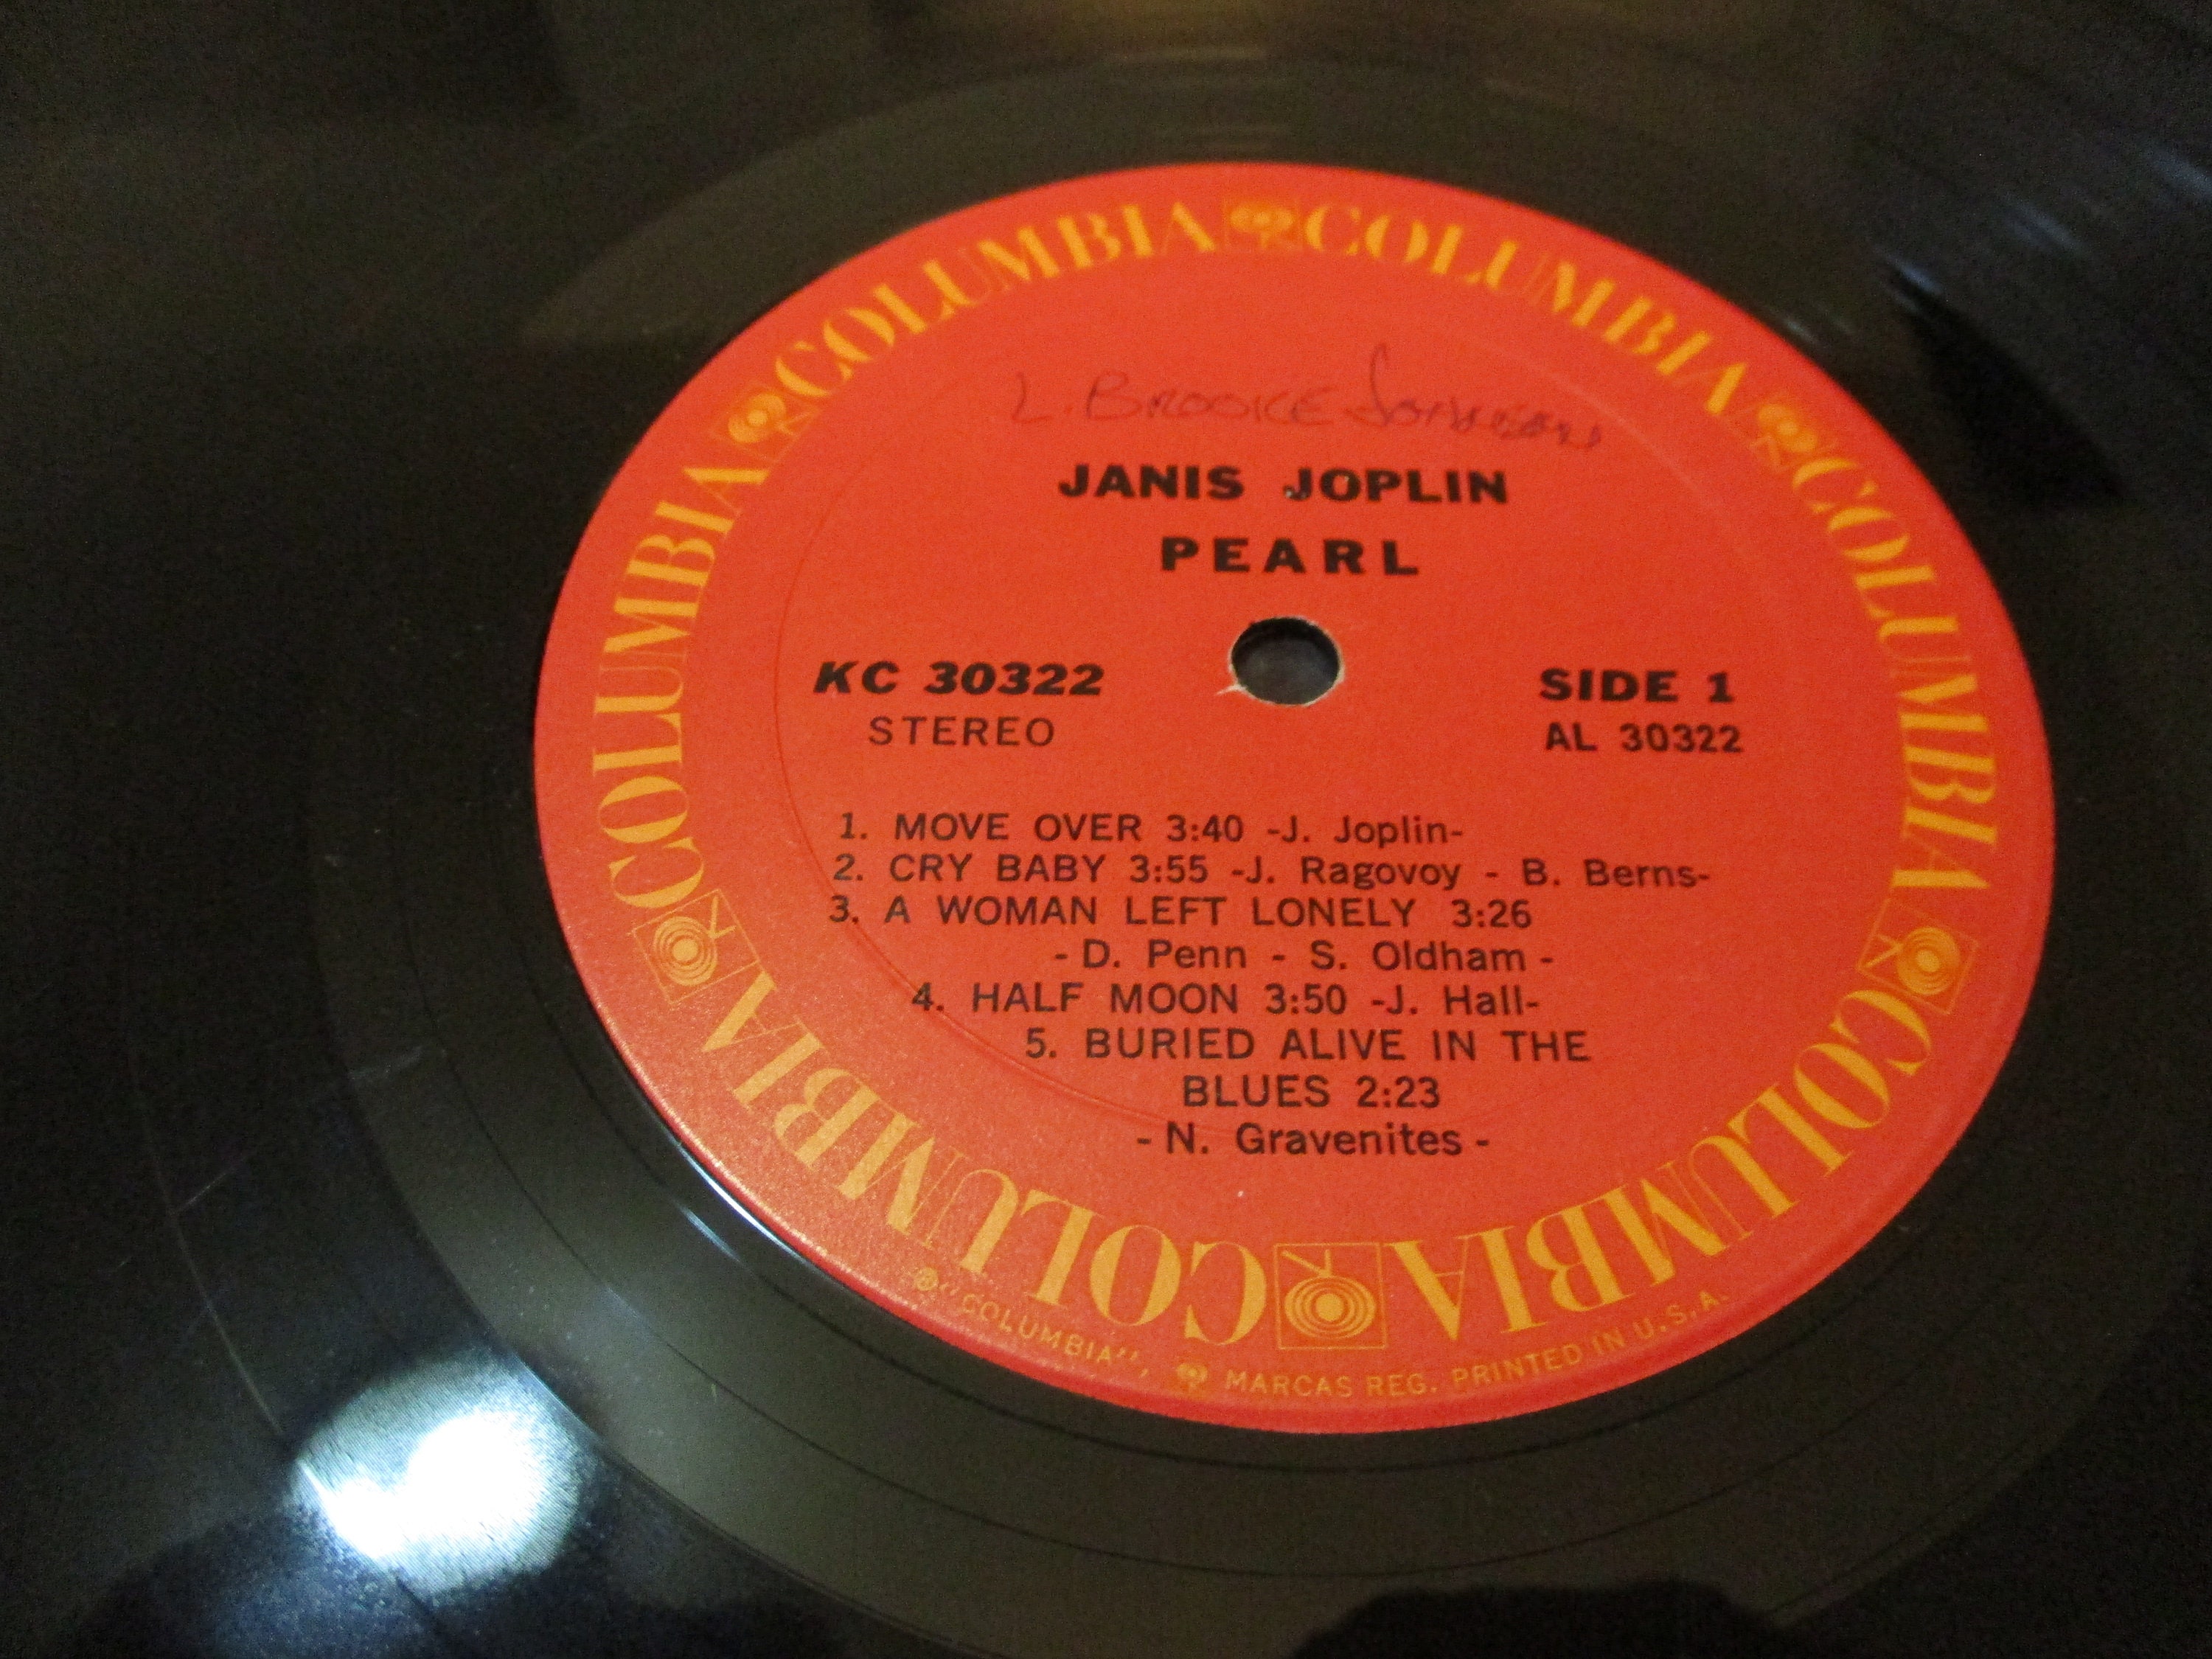 COLUMBIA COLUMBIA COLUMBIA COLUMBIA COLUMBIA COLUMBIA
L. BROOKE
JANIS JOPLIN
PEARL
KC 30322
STEREO
SIDE 1
AL 30322
1. MOVE OVER 3:40 -J. Joplin-
2. CRY BABY 3:55 -J. Ragovoy - B. Berns-
3. A WOMAN LEFT LONELY 3:26
- D. Penn - S. Oldham -
4. HALF MOON 3:50 -J. Hall-
5. BURIED ALIVE IN THE
BLUES 2:23
- N. Gravenites -
® "COLUMBIA", MARCAS REG. PRINTED IN U.S.A.